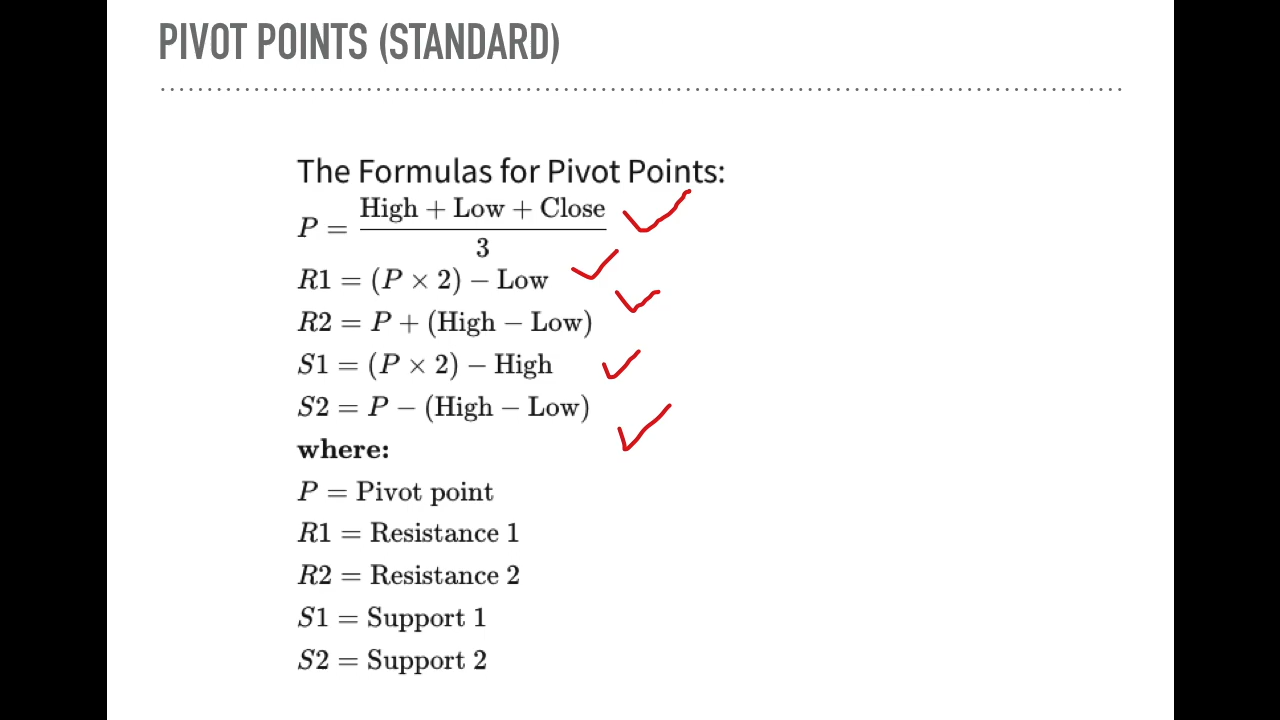 PIVOT POINTS (STANDARD)
The Formulas for Pivot Points:
P = High + Low + Close / 3
R1 = (P × 2) − Low
R2 = P + (High − Low)
S1 = (P × 2) − High
S2 = P − (High − Low)
where:
P = Pivot point
R1 = Resistance 1
R2 = Resistance 2
S1 = Support 1
S2 = Support 2